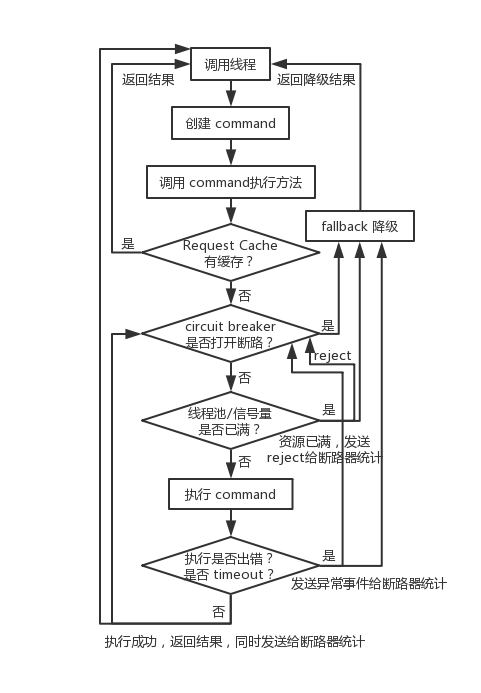 调用线程
返回结果
返回降级结果
创建 command
调用 command执行方法
fallback 降级
是
Request Cache
有缓存？
否
circuit breaker
是否打开断路？
是
reject
否
线程池/信号量
是否已满？
是
资源已满，发送
reject给断路器统计
否
执行 command
执行是否出错？
是否 timeout？
是
发送异常事件给断路器统计
否
执行成功，返回结果，同时发送给断路器统计